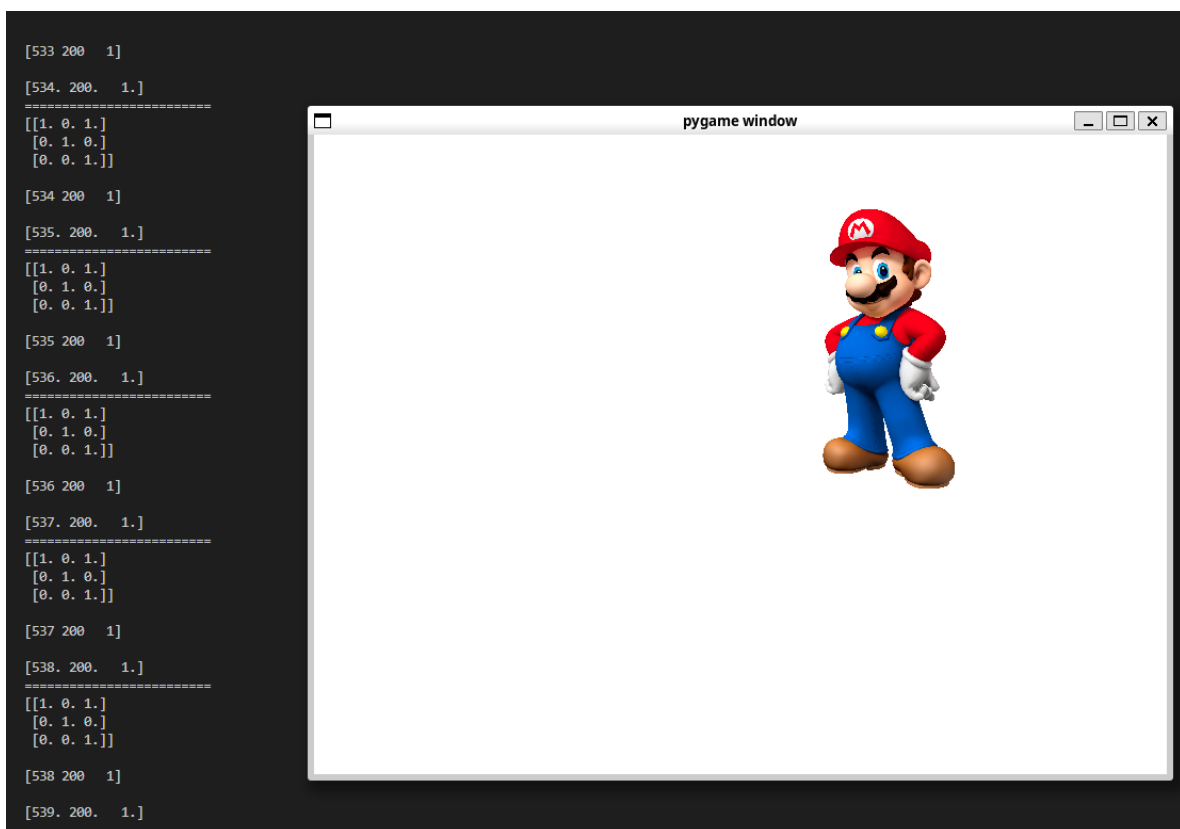 [533 200   1]
[534. 200.   1.]
=========================
[[1. 0. 1.]
 [0. 1. 0.]
 [0. 0. 1.]]
[534 200   1]
[535. 200.   1.]
=========================
[[1. 0. 1.]
 [0. 1. 0.]
 [0. 0. 1.]]
[535 200   1]
[536. 200.   1.]
=========================
[[1. 0. 1.]
 [0. 1. 0.]
 [0. 0. 1.]]
[536 200   1]
[537. 200.   1.]
=========================
[[1. 0. 1.]
 [0. 1. 0.]
 [0. 0. 1.]]
[537 200   1]
[538. 200.   1.]
=========================
[[1. 0. 1.]
 [0. 1. 0.]
 [0. 0. 1.]]
[538 200   1]
[539. 200.   1.]
pygame window
M